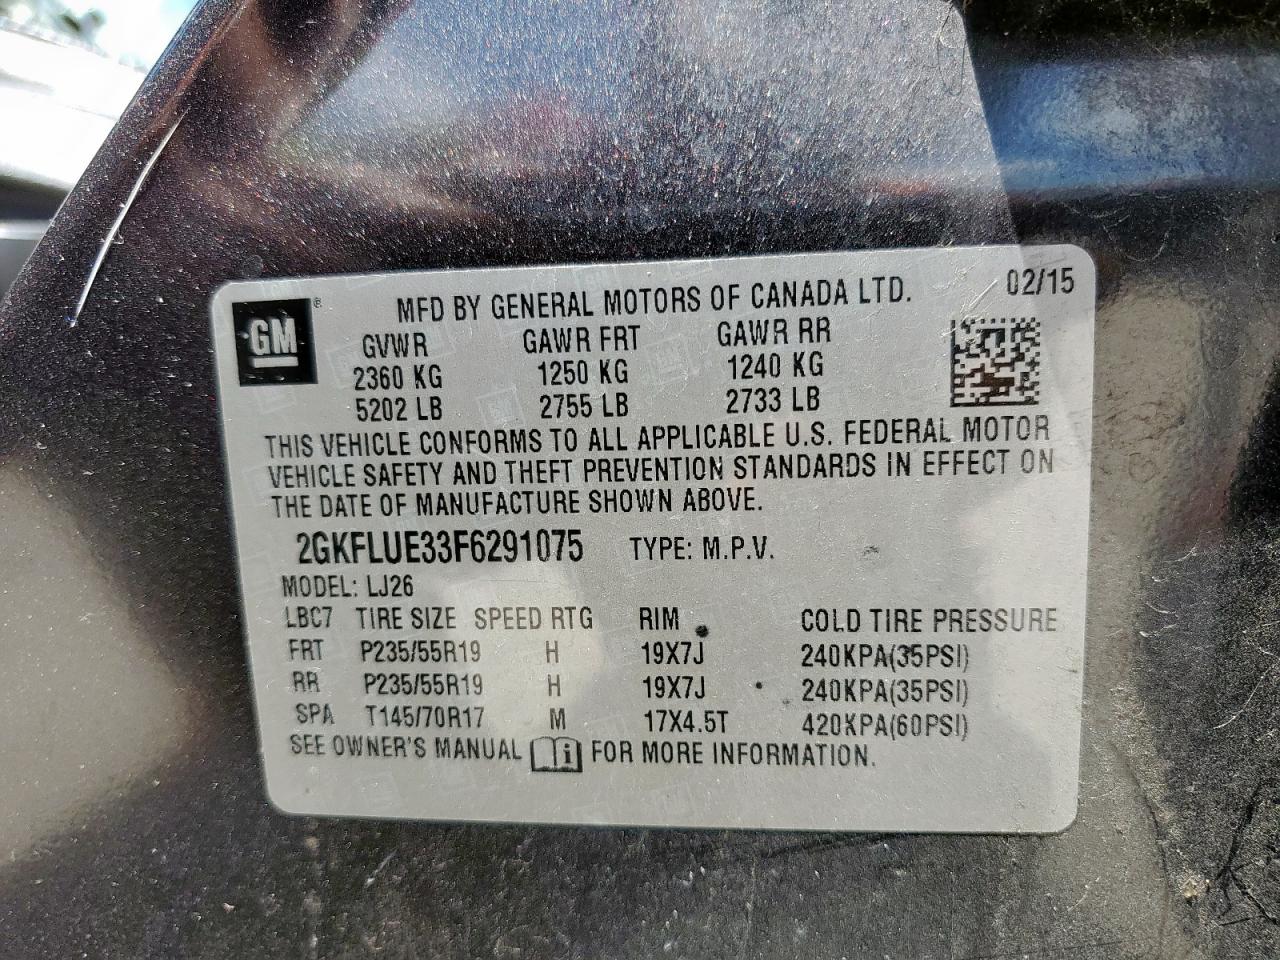 GM ®
MFD BY GENERAL MOTORS OF CANADA LTD. 02/15
GVWR GAWR FRT GAWR RR
2360 KG 1250 KG 1240 KG
5202 LB 2755 LB 2733 LB
THIS VEHICLE CONFORMS TO ALL APPLICABLE U.S. FEDERAL MOTOR
VEHICLE SAFETY AND THEFT PREVENTION STANDARDS IN EFFECT ON
THE DATE OF MANUFACTURE SHOWN ABOVE.
2GKFLUE33F6291075 TYPE: M.P.V.
MODEL: LJ26
LBC7 TIRE SIZE SPEED RTG RIM COLD TIRE PRESSURE
FRT P235/55R19 H 19X7J 240KPA(35PSI)
RR P235/55R19 H 19X7J 240KPA(35PSI)
SPA T145/70R17 M 17X4.5T 420KPA(60PSI)
SEE OWNER'S MANUAL i FOR MORE INFORMATION.